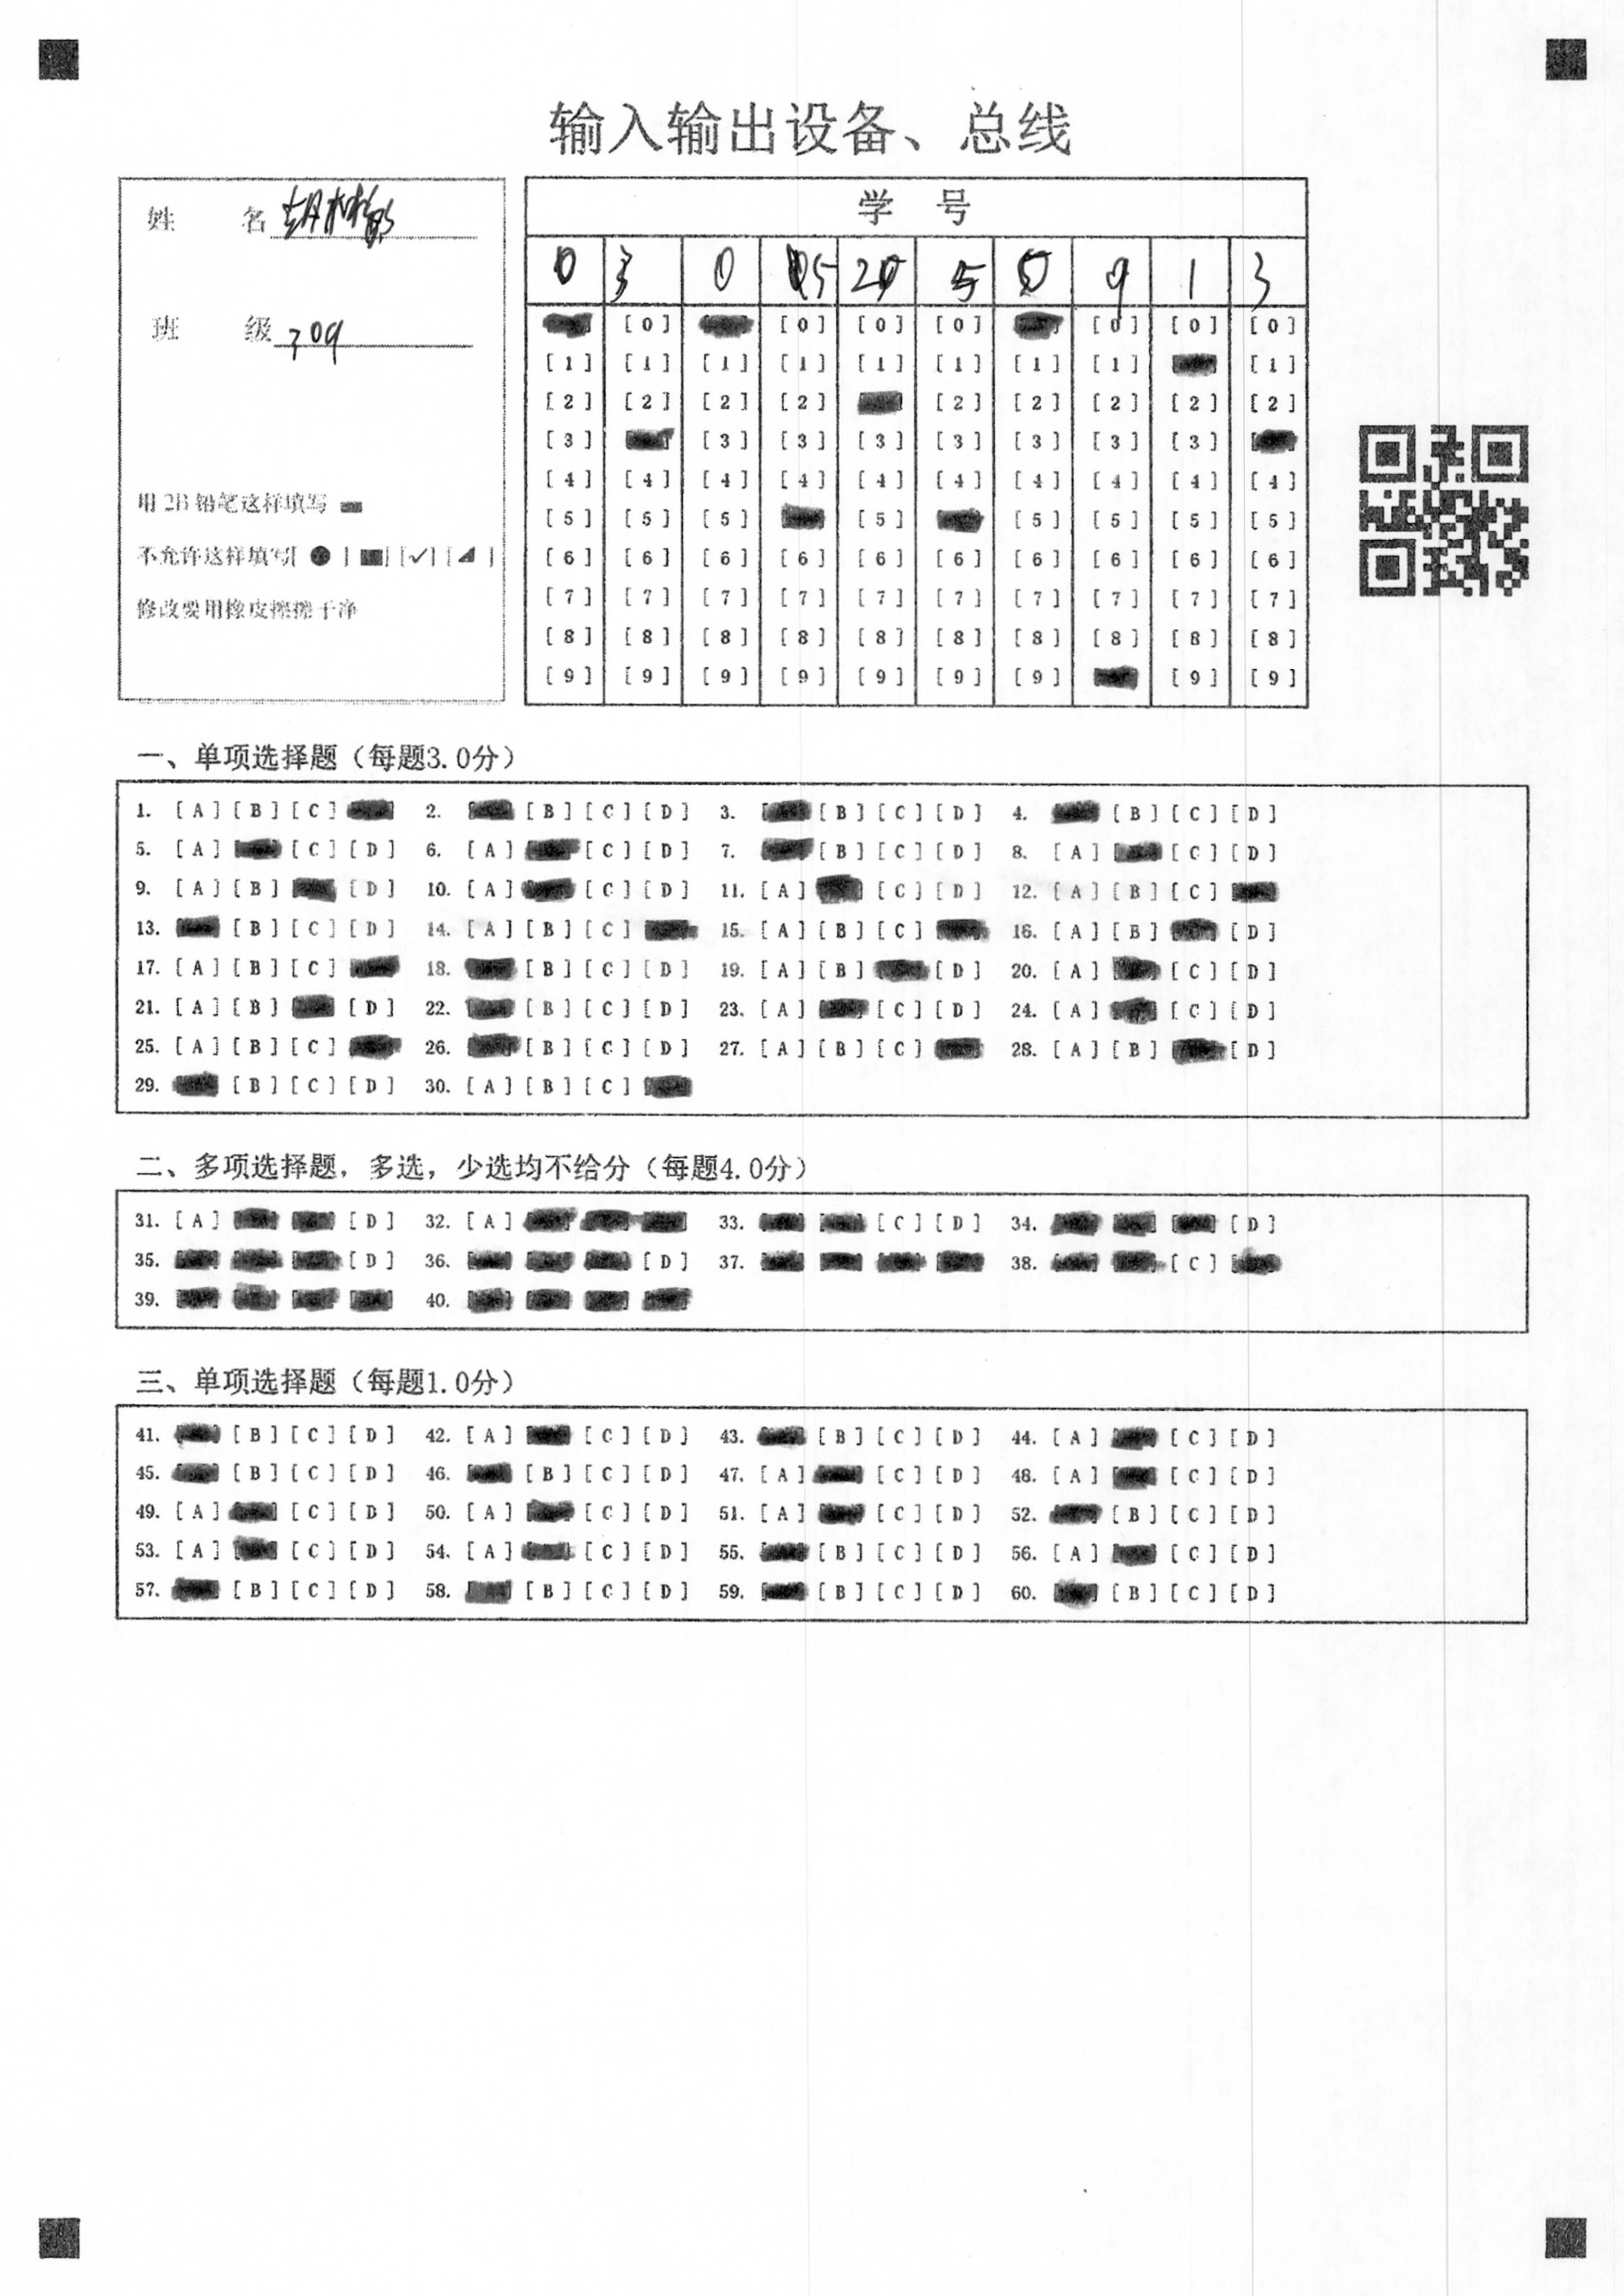 输入输出设备、总线
姓 名
班 级 209
用 2B 铅笔这样填写
不允许这样填写[ ● ] [■] [✓] [◢ ]
修改要用橡皮擦擦干净
学 号
0 3 0 5 2 5 0 9 1 3
[0] [0] [0] [0] [0] [0] [0]
[1] [1] [1] [1] [1] [1] [1] [1] [1]
[2] [2] [2] [2] [2] [2] [2] [2] [2]
[3] [3] [3] [3] [3] [3] [3] [3]
[4] [4] [4] [4] [4] [4] [4] [4] [4] [4]
[5] [5] [5] [5] [5] [5] [5] [5]
[6] [6] [6] [6] [6] [6] [6] [6] [6] [6]
[7] [7] [7] [7] [7] [7] [7] [7] [7] [7]
[8] [8] [8] [8] [8] [8] [8] [8] [8] [8]
[9] [9] [9] [9] [9] [9] [9] [9] [9]
一、单项选择题（每题3.0分）
1. [A] [B] [C] 2. [B] [C] [D] 3. [B] [C] [D] 4. [B] [C] [D]
5. [A] [C] [D] 6. [A] [C] [D] 7. [B] [C] [D] 8. [A] [C] [D]
9. [A] [B] [D] 10. [A] [C] [D] 11. [A] [C] [D] 12. [A] [B] [C]
13. [B] [C] [D] 14. [A] [B] [C] 15. [A] [B] [C] 16. [A] [B] [D]
17. [A] [B] [C] 18. [B] [C] [D] 19. [A] [B] [D] 20. [A] [C] [D]
21. [A] [B] [D] 22. [B] [C] [D] 23. [A] [C] [D] 24. [A] [C] [D]
25. [A] [B] [C] 26. [B] [C] [D] 27. [A] [B] [C] 28. [A] [B] [D]
29. [B] [C] [D] 30. [A] [B] [C]
二、多项选择题，多选，少选均不给分（每题4.0分）
31. [A] [D] 32. [A] 33. [C] [D] 34. [D]
35. [D] 36. [D] 37. 38. [C]
39. 40.
三、单项选择题（每题1.0分）
41. [B] [C] [D] 42. [A] [C] [D] 43. [B] [C] [D] 44. [A] [C] [D]
45. [B] [C] [D] 46. [B] [C] [D] 47. [A] [C] [D] 48. [A] [C] [D]
49. [A] [C] [D] 50. [A] [C] [D] 51. [A] [C] [D] 52. [B] [C] [D]
53. [A] [C] [D] 54. [A] [C] [D] 55. [B] [C] [D] 56. [A] [C] [D]
57. [B] [C] [D] 58. [B] [C] [D] 59. [B] [C] [D] 60. [B] [C] [D]